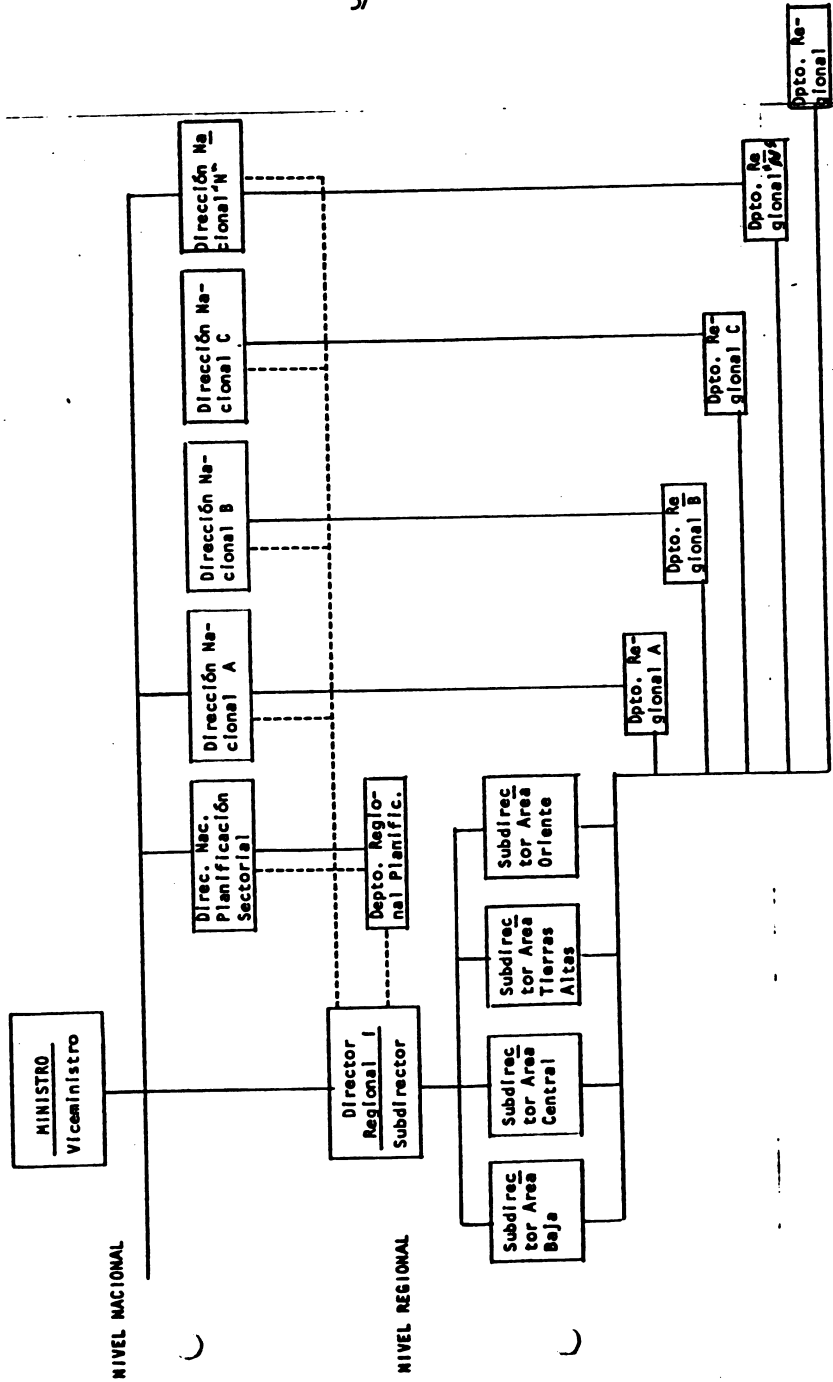 MINISTRO
Viceministro
NIVEL NACIONAL
Direc. Nac.
Planificación
Sectorial
Dirección Na-
cional A
Dirección Na-
cional B
Dirección Na-
cional C
Dirección Na
cional "N"
NIVEL REGIONAL
Director
Regional I
Subdirector
Depto. Regio-
nal Planific.
Subdirec
tor Area
Baja
Subdirec
tor Area
Central
Subdirec
tor Area
Tierras
Altas
Subdirec
tor Area
Oriente
Dpto. Re-
gional A
Dpto. Re
gional B
Dpto. Re-
gional C
Dpto. Re
gional "N"
Dpto. Re-
gional